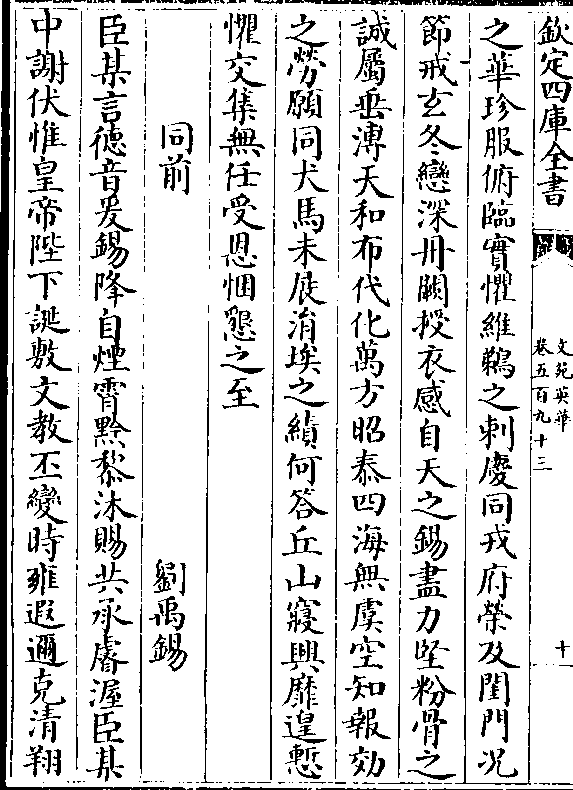 欽定四庫全書
文苑英華
卷五百九十三
十
之華珍服俯臨實懼維鵜之刺慶同戎府榮及閨門况
節戒玄冬戀深丹闕授衣感自天之錫盡力堅粉骨之
誠屬垂溥天和布代化萬方昭泰四海無虞空知報効
之勞願同犬馬未展涓埃之績何答丘山寢興靡遑慙
懼交集無任受恩悃懇之至
同前
劉禹錫
臣某言德音爰錫降自煙霄黔黎沐賜共承睿渥臣某
中謝伏惟皇帝陛下誕敷文教丕變時雍遐邇克清翔